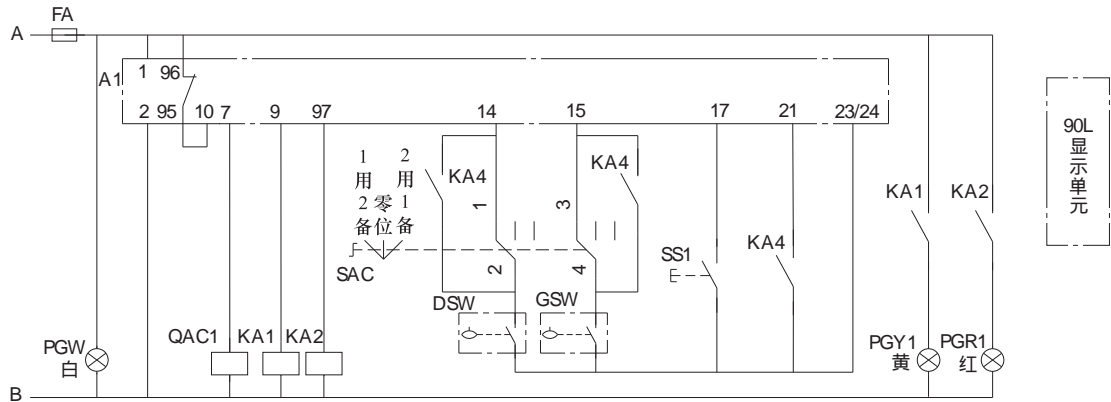 FA
A
A1
1 96
2 95 10 7 9 97 14 15 17 21 23/24
90L
显示单元
1用2备
零位
2用1备
KA4
KA4
1
3
2
4
SAC
SS1
KA4
KA1
KA2
DSW
GSW
PGW
白
QAC1
KA1
KA2
PGY1
黄
PGR1
红
B